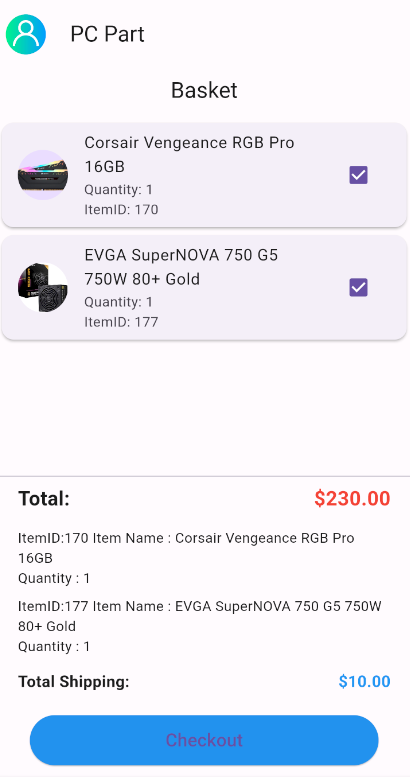 PC Part
Basket
Corsair Vengeance RGB Pro
16GB
Quantity: 1
ItemID: 170
EVGA SuperNOVA 750 G5
750W 80+ Gold
Quantity: 1
ItemID: 177
Total: $230.00
ItemID:170 Item Name : Corsair Vengeance RGB Pro
16GB
Quantity : 1
ItemID:177 Item Name : EVGA SuperNOVA 750 G5 750W
80+ Gold
Quantity : 1
Total Shipping: $10.00
Checkout